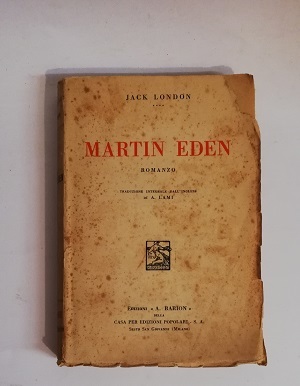 JACK LONDON
MARTIN EDEN
ROMANZO
TRADUZIONE INTEGRALE DALL'INGLESE
DI A. LAMI
EDIZIONI « A. BARION »
DELLA
CASA PER EDIZIONI POPOLARI, S. A.
SESTO SAN GIOVANNI (MILANO)